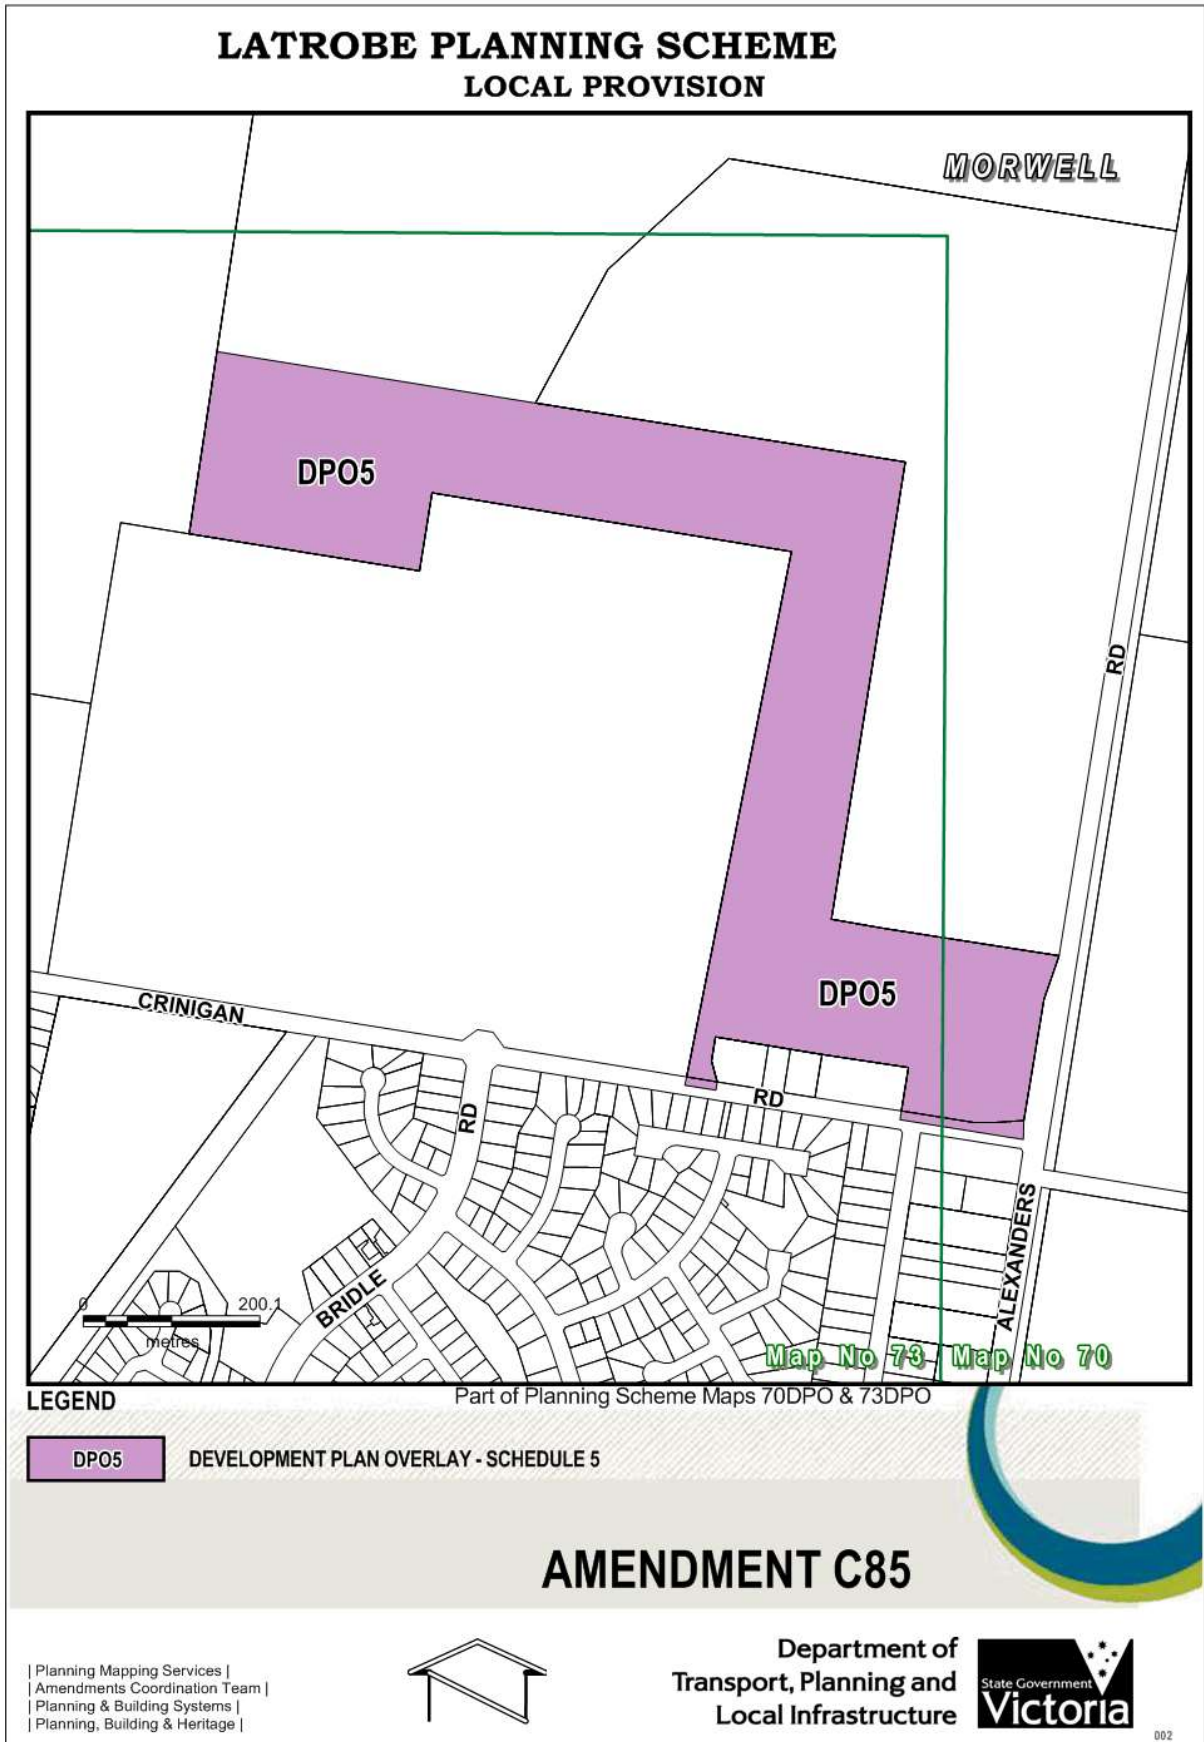 LATROBE PLANNING SCHEME
LOCAL PROVISION
MORWELL
DPO5
RD
DPO5
CRINIGAN
RD
RD
ALEXANDERS
BRIDLE
0 200.1
metres
Map No 73 Map No 70
LEGEND
Part of Planning Scheme Maps 70DPO & 73DPO
DPO5 DEVELOPMENT PLAN OVERLAY - SCHEDULE 5
AMENDMENT C85
| Planning Mapping Services |
| Amendments Coordination Team |
| Planning & Building Systems |
| Planning, Building & Heritage |
Department of
Transport, Planning and
Local Infrastructure
State Government
Victoria
002